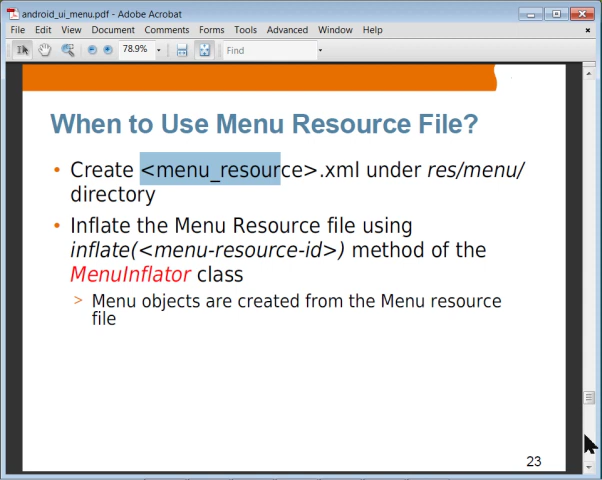 android_ui_menu.pdf - Adobe Acrobat
File Edit View Document Comments Forms Tools Advanced Window Help
78.9% Find
When to Use Menu Resource File?
• Create <menu_resource>.xml under res/menu/
directory
• Inflate the Menu Resource file using
inflate(<menu-resource-id>) method of the
MenuInflator class
> Menu objects are created from the Menu resource
file
23